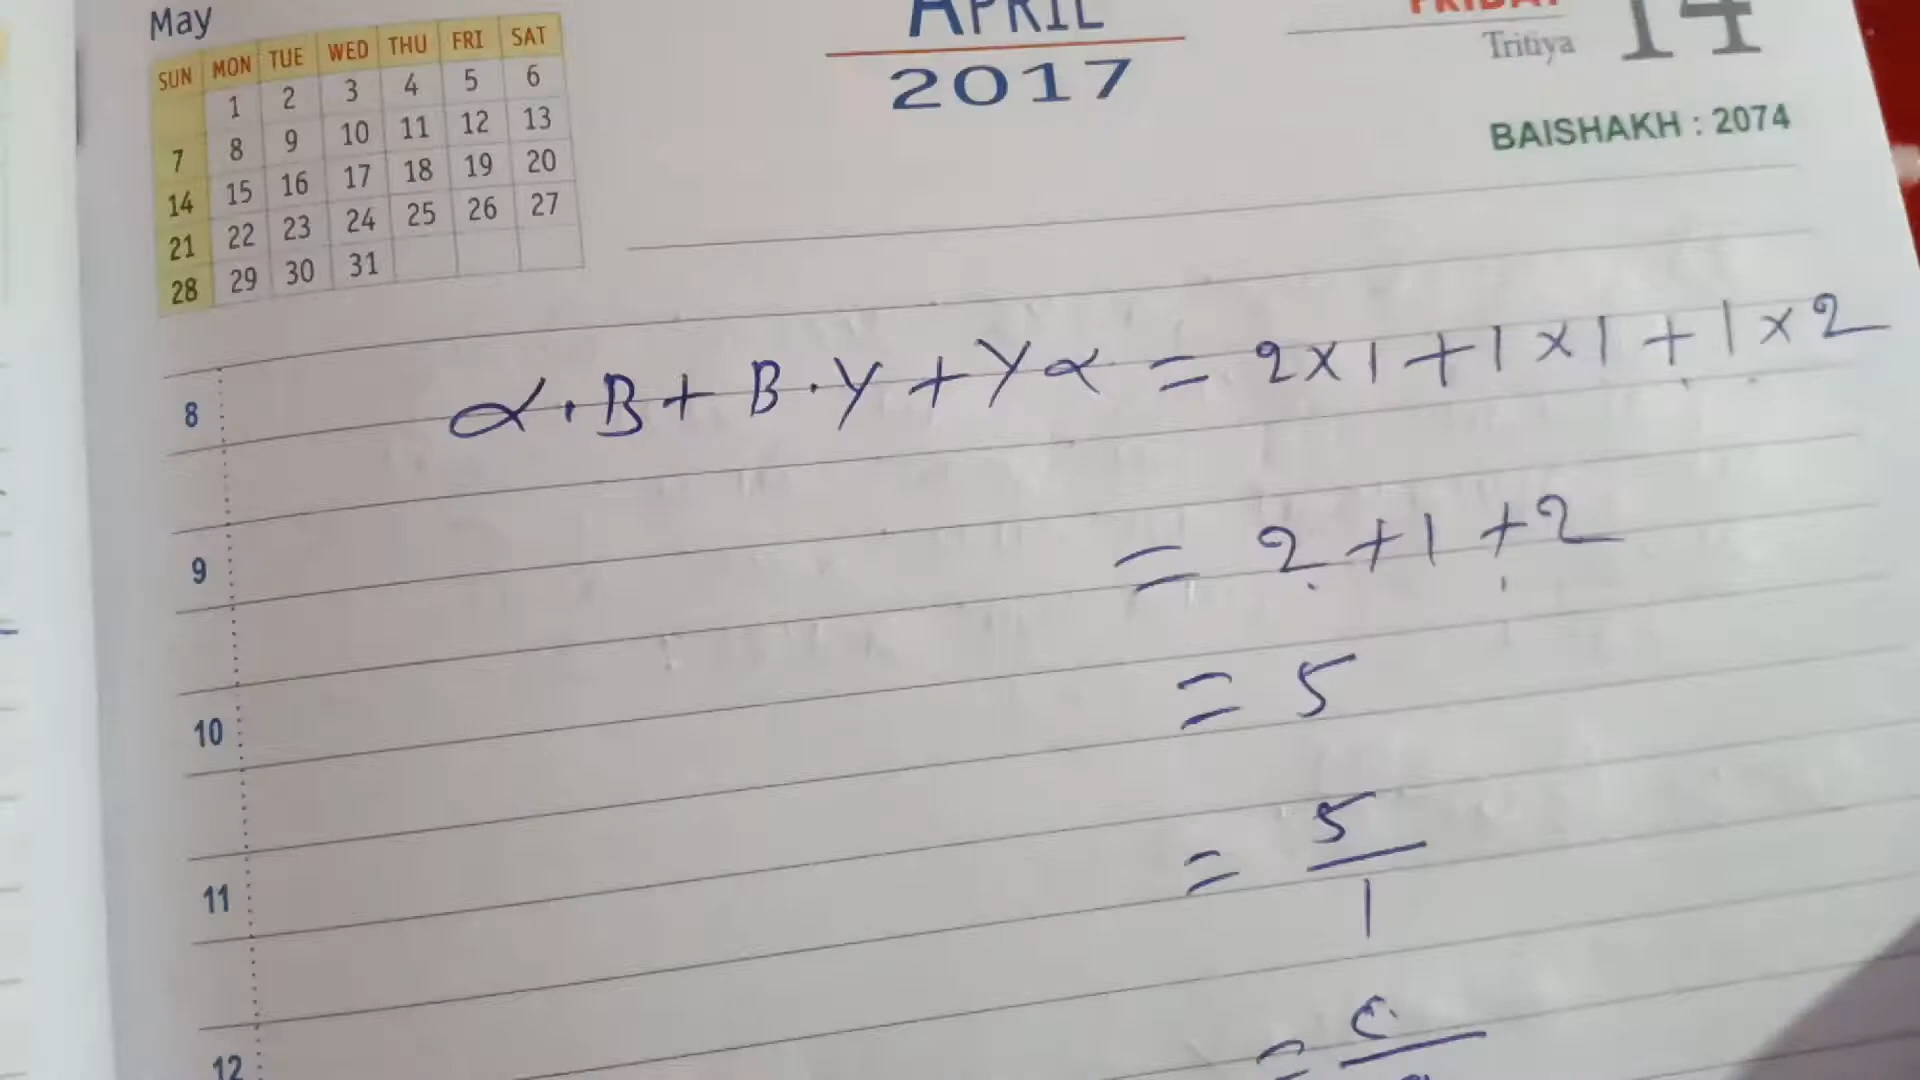 May
SUN MON TUE WED THU FRI SAT
1 2 3 4 5 6
7 8 9 10 11 12 13
14 15 16 17 18 19 20
21 22 23 24 25 26 27
28 29 30 31
APRIL
2017
FRIDAY
Tritiya
14
BAISHAKH : 2074
8
α . B + B . γ + γ α = 2 × 1 + 1 × 1 + 1 × 2
9
= 2 + 1 + 2
10
= 5
11
= 5/1
12
= c/a